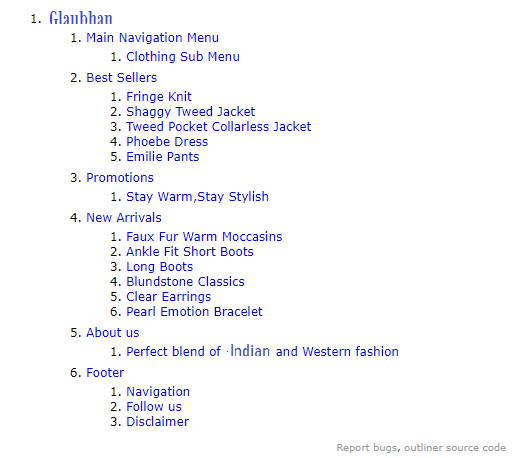 1. Glaubhan
1. Main Navigation Menu
1. Clothing Sub Menu
2. Best Sellers
1. Fringe Knit
2. Shaggy Tweed Jacket
3. Tweed Pocket Collarless Jacket
4. Phoebe Dress
5. Emilie Pants
3. Promotions
1. Stay Warm,Stay Stylish
4. New Arrivals
1. Faux Fur Warm Moccasins
2. Ankle Fit Short Boots
3. Long Boots
4. Blundstone Classics
5. Clear Earrings
6. Pearl Emotion Bracelet
5. About us
1. Perfect blend of ·Indian and Western fashion
6. Footer
1. Navigation
2. Follow us
3. Disclaimer
Report bugs, outliner source code